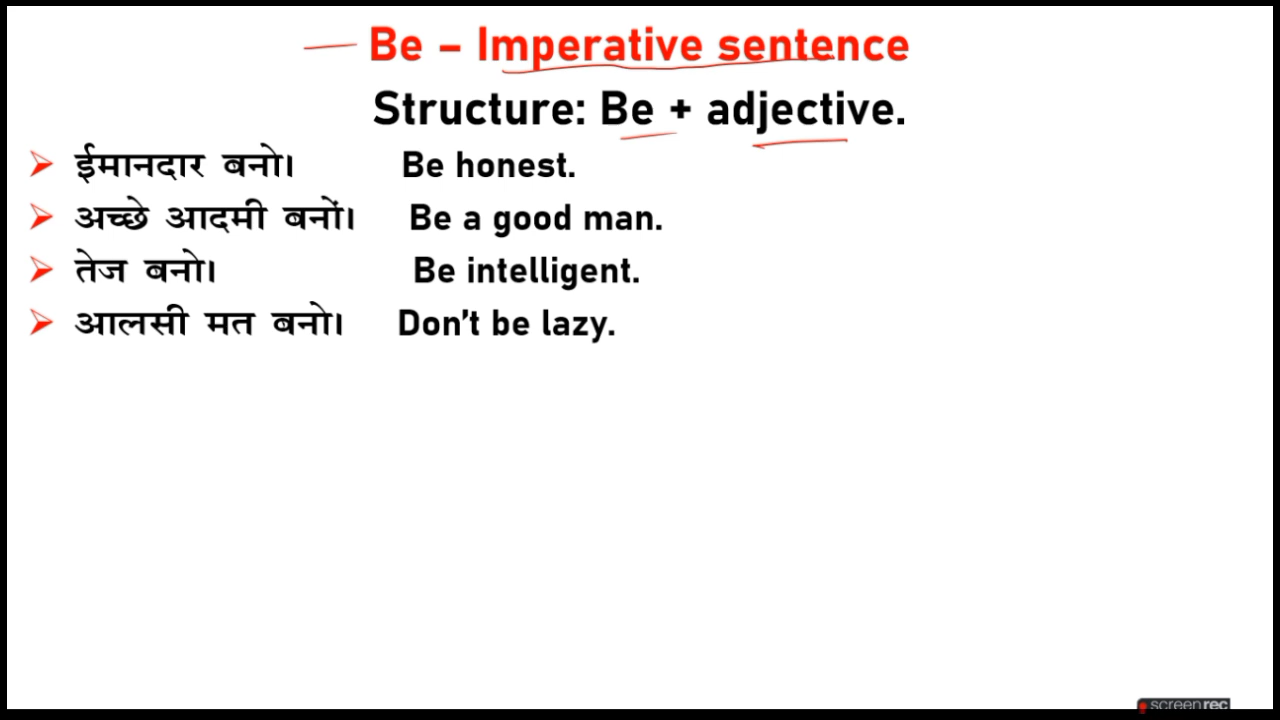 Be – Imperative sentence
Structure: Be + adjective.
ईमानदार बनो। Be honest.
अच्छे आदमी बनों। Be a good man.
तेज बनो। Be intelligent.
आलसी मत बनो। Don't be lazy.
screenrec